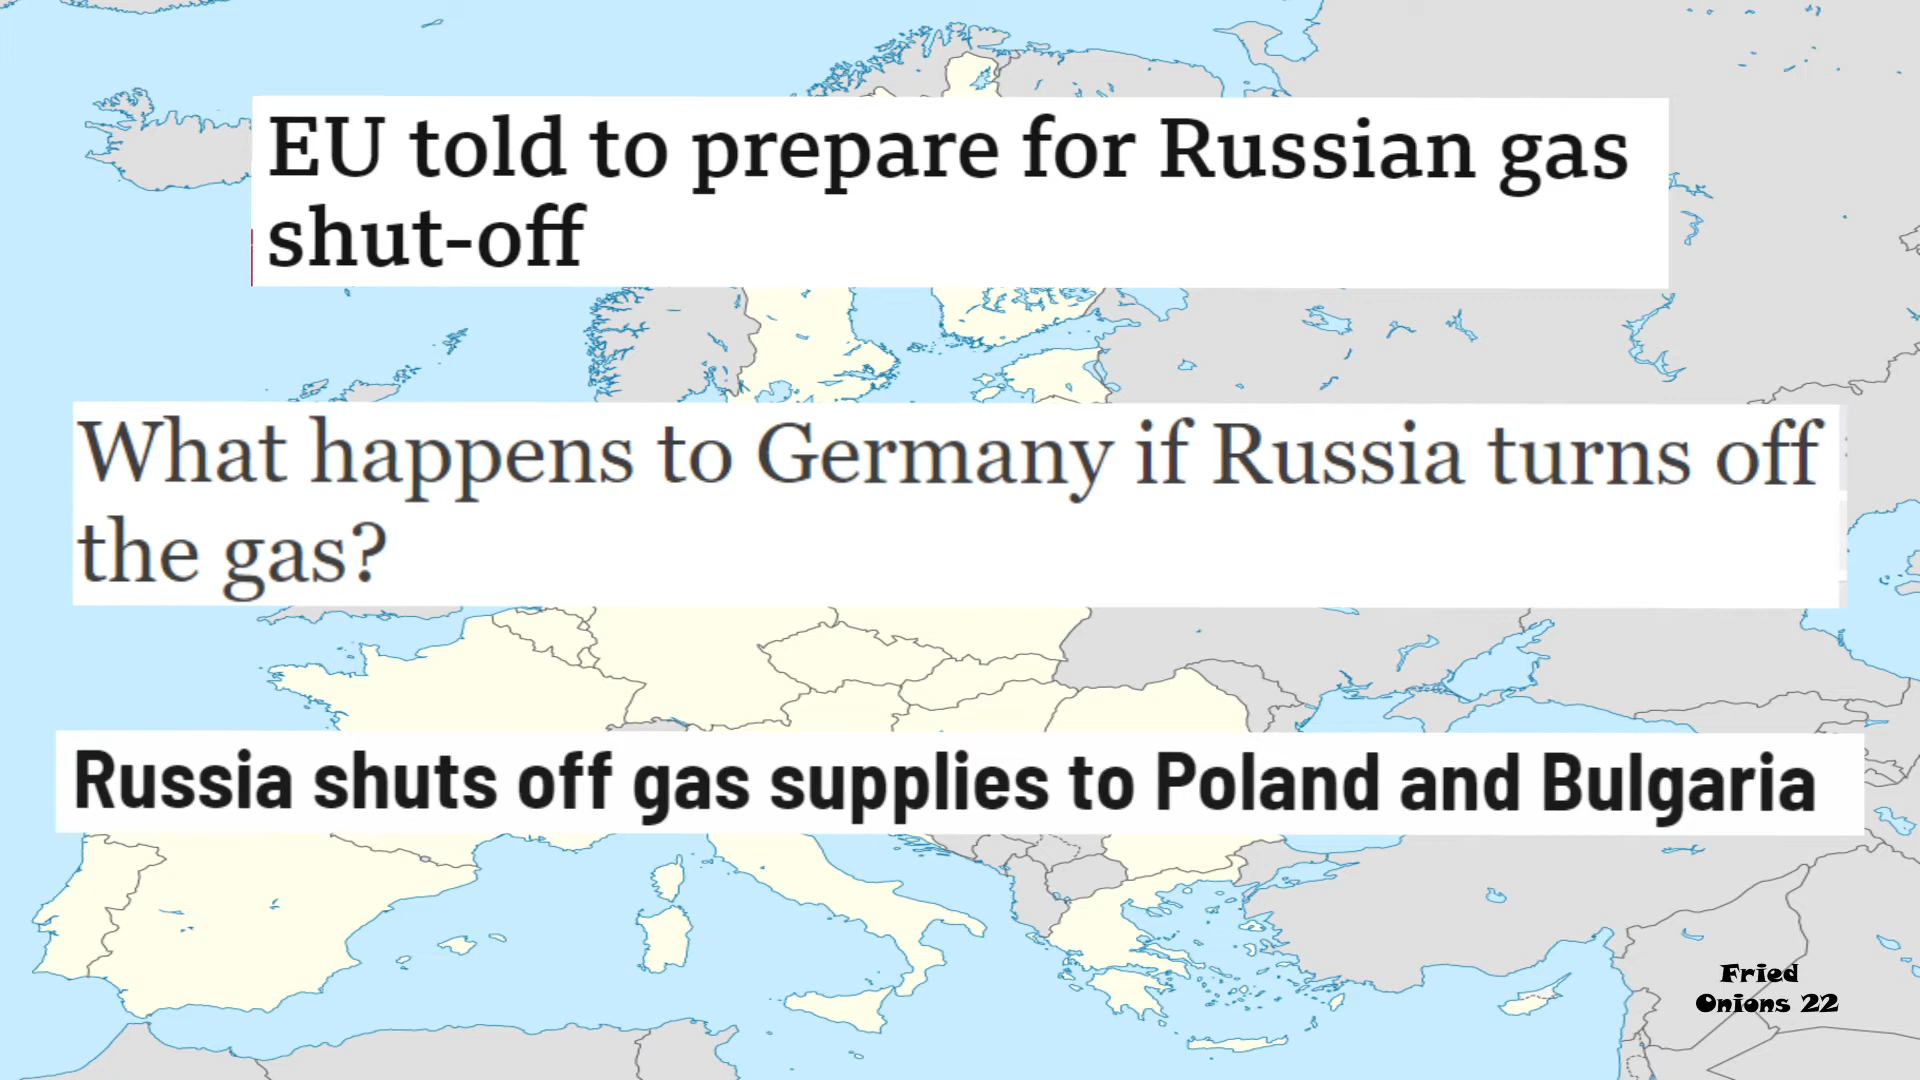 EU told to prepare for Russian gas
shut-off
What happens to Germany if Russia turns off
the gas?
Russia shuts off gas supplies to Poland and Bulgaria
Fried
Onions 22